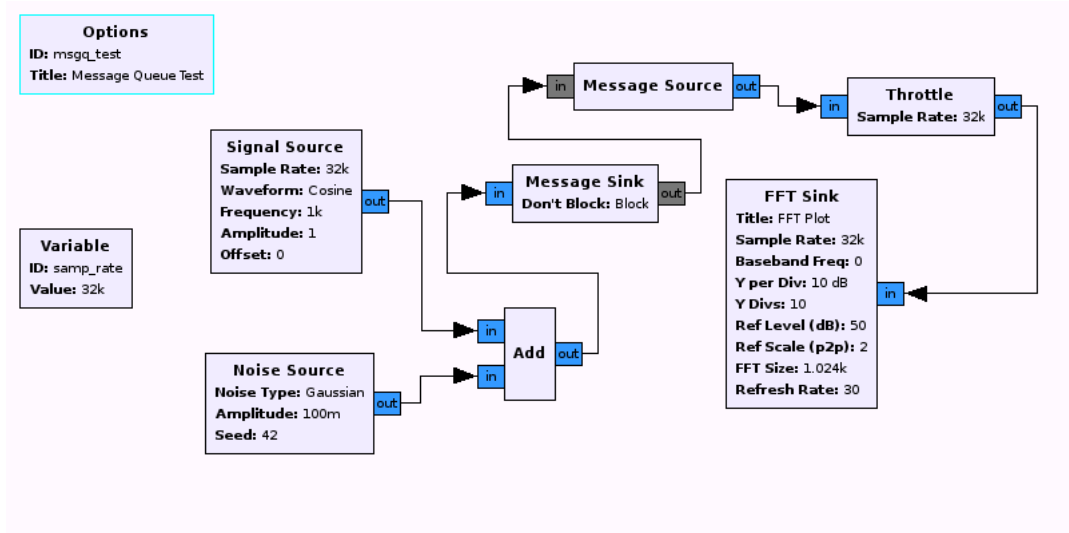 Options
ID: msgq_test
Title: Message Queue Test
Variable
ID: samp_rate
Value: 32k
Signal Source
Sample Rate: 32k
Waveform: Cosine
Frequency: 1k
Amplitude: 1
Offset: 0
out
Noise Source
Noise Type: Gaussian
Amplitude: 100m
Seed: 42
out
in
in
Add
out
in
Message Sink
Don't Block: Block
out
in
Message Source
out
in
Throttle
Sample Rate: 32k
out
FFT Sink
Title: FFT Plot
Sample Rate: 32k
Baseband Freq: 0
Y per Div: 10 dB
Y Divs: 10
Ref Level (dB): 50
Ref Scale (p2p): 2
FFT Size: 1.024k
Refresh Rate: 30
in